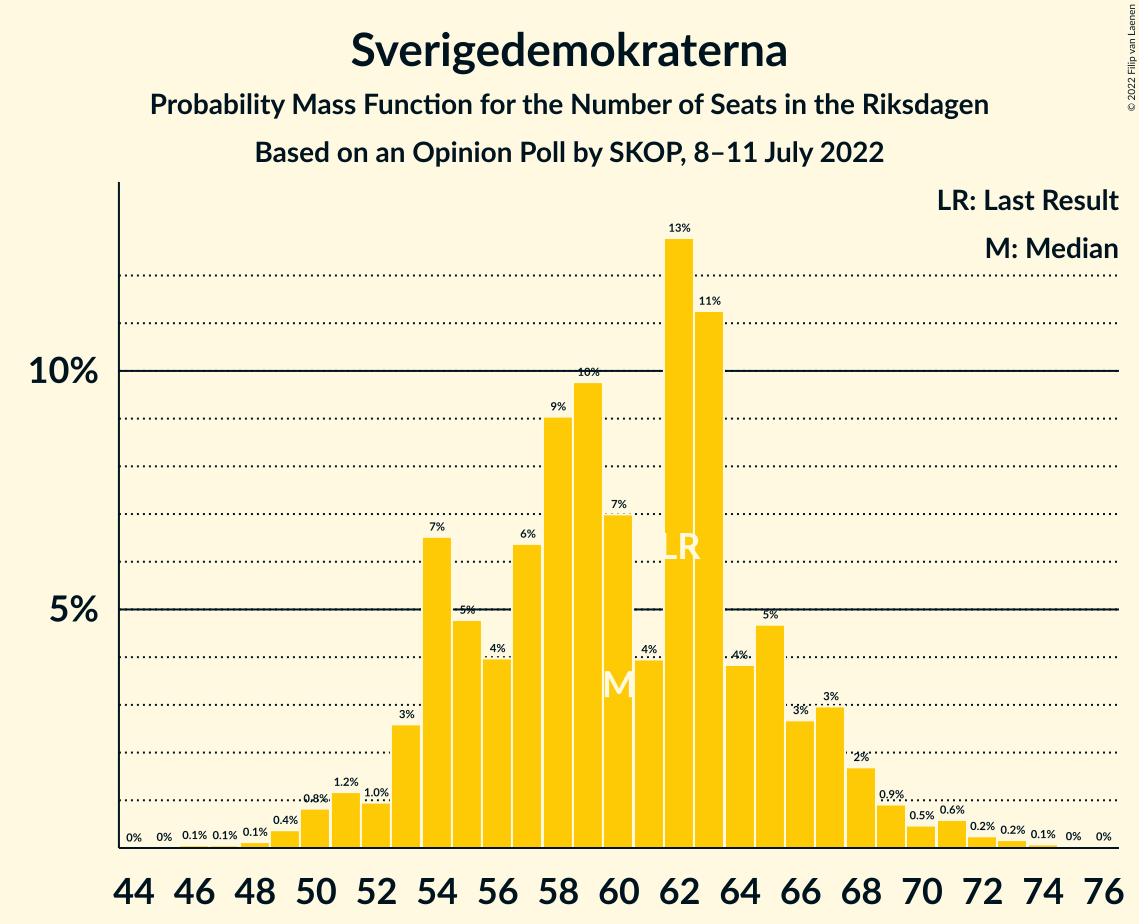 Sverigedemokraterna
Probability Mass Function for the Number of Seats in the Riksdagen
Based on an Opinion Poll by SKOP, 8–11 July 2022
© 2022 Filip van Laenen
LR: Last Result
M: Median
10%
5%
0% 0% 0.1% 0.1% 0.1% 0.4% 0.8% 1.2% 1.0% 3% 7% 5% 4% 6% 9% 10% 7% 4% 13% 11% 4% 5% 3% 3% 2% 0.9% 0.5% 0.6% 0.2% 0.2% 0.1% 0% 0%
LR
M
44 46 48 50 52 54 56 58 60 62 64 66 68 70 72 74 76